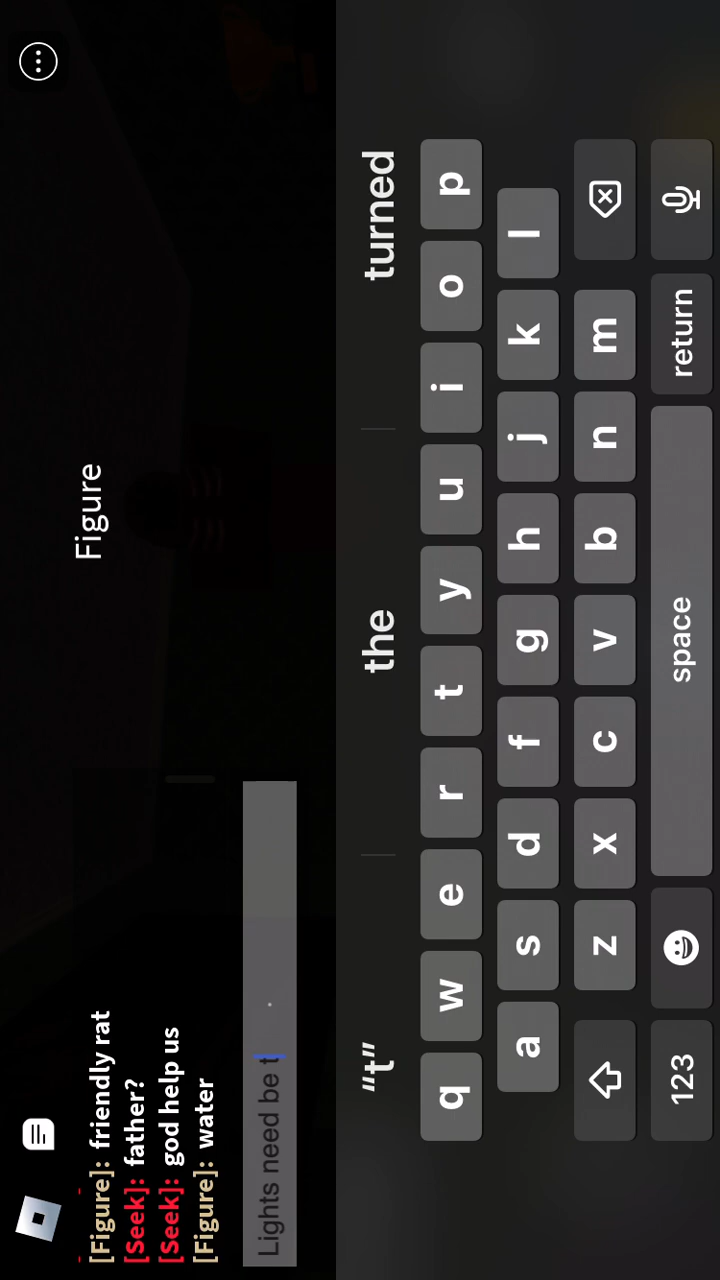 Figure
[Figure]: friendly rat
[Seek]: father?
[Seek]: god help us
[Figure]: water
Lights need be t
“t” the turned
q w e r t y u i o p
a s d f g h j k l
z x c v b n m
123 space return